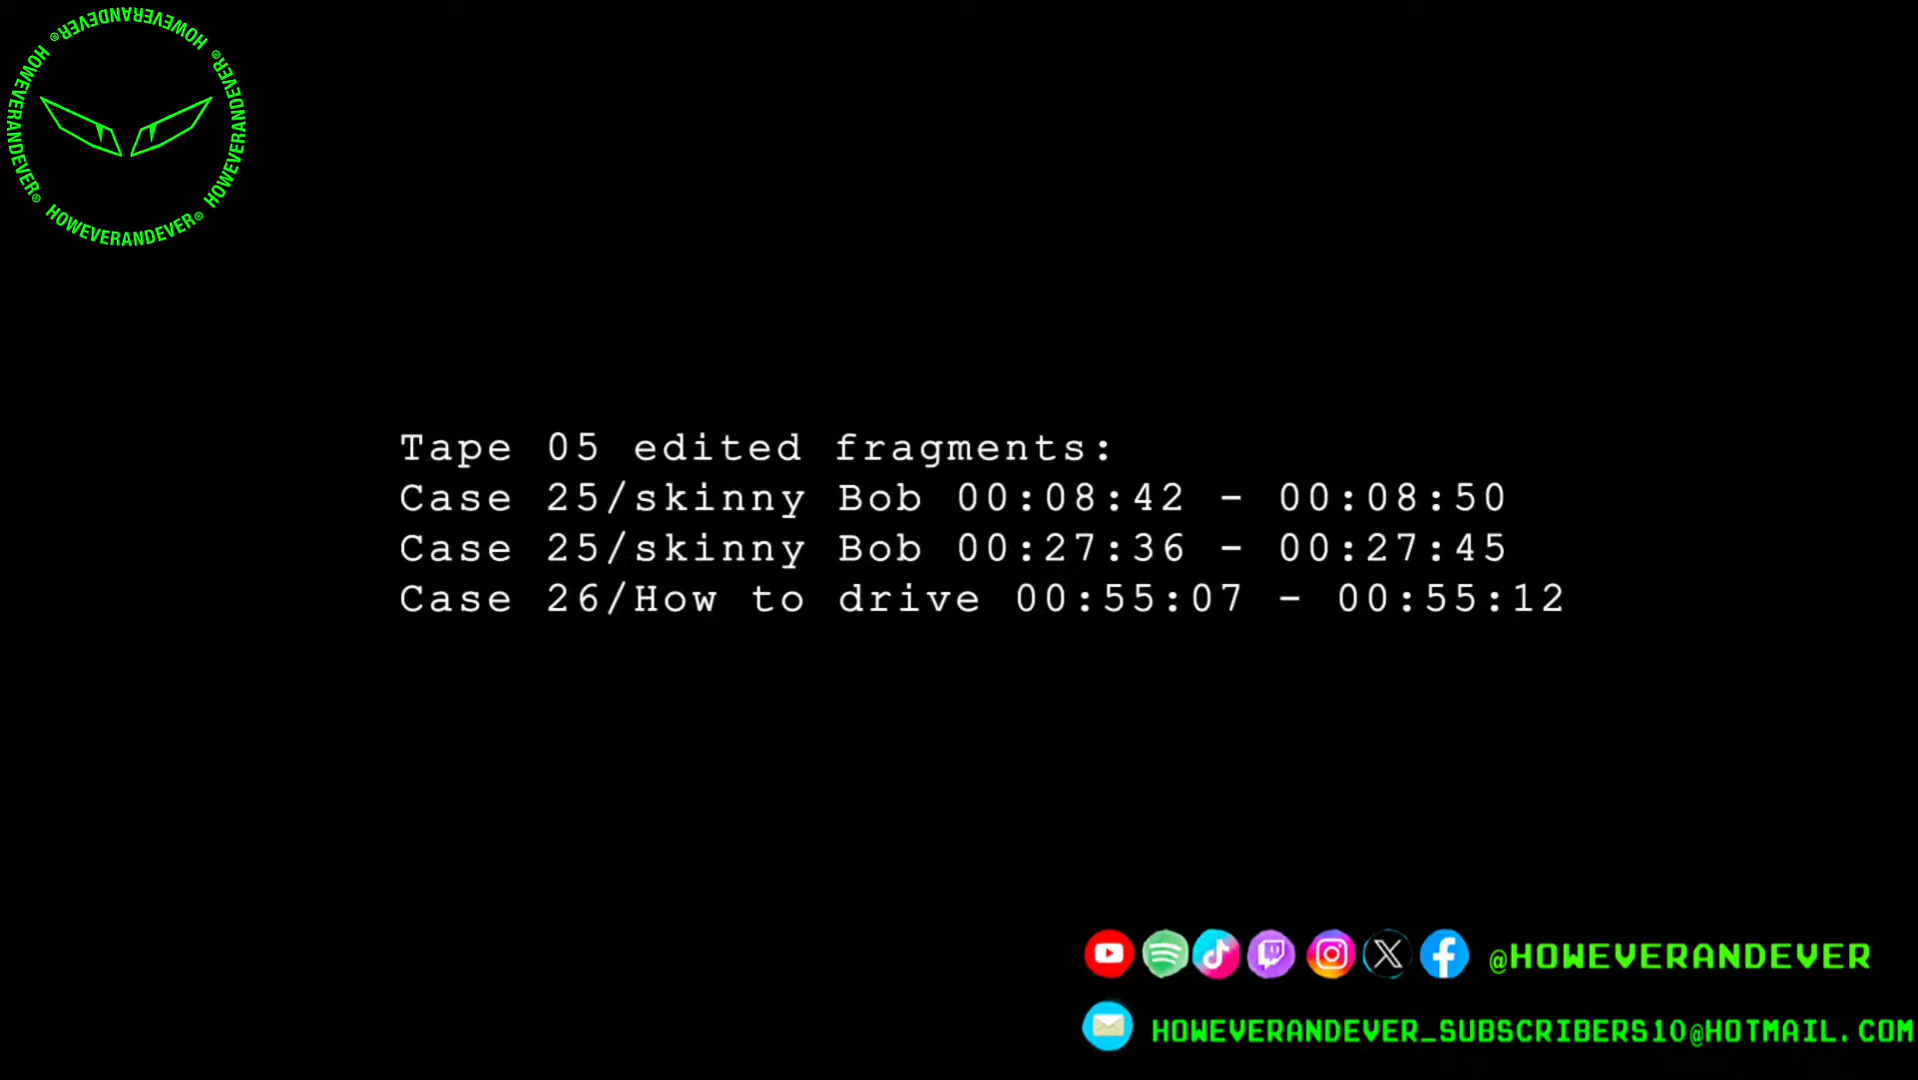 HOWEVERANDEVER® HOWEVERANDEVER® HOWEVERANDEVER® HOWEVERANDEVER®
Tape 05 edited fragments:
Case 25/skinny Bob 00:08:42 - 00:08:50
Case 25/skinny Bob 00:27:36 - 00:27:45
Case 26/How to drive 00:55:07 - 00:55:12
@HOWEVERANDEVER
HOWEVERANDEVER_SUBSCRIBERS10@HOTMAIL.COM